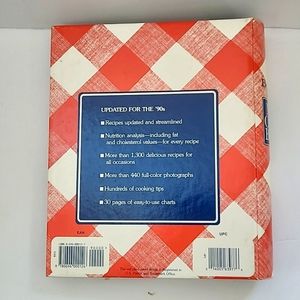 UPDATED FOR THE '90s
■ Recipes updated and streamlined
■ Nutrition analysis—including fat
and cholesterol values—for every recipe
■ More than 1,300 delicious recipes for
all occasions
■ More than 440 full-color photographs
■ Hundreds of cooking tips
■ 30 pages of easy-to-use charts
EAN
UPC